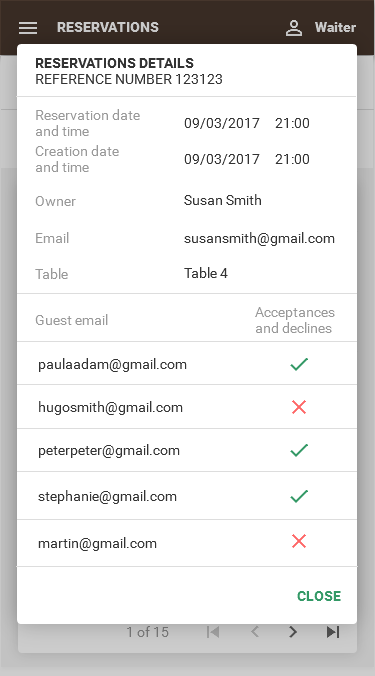 RESERVATIONS
Waiter
RESERVATIONS DETAILS
REFERENCE NUMBER 123123
Reservation date
and time
09/03/2017 21:00
Creation date
and time
09/03/2017 21:00
Owner
Susan Smith
Email
susansmith@gmail.com
Table
Table 4
Guest email
Acceptances
and declines
paulaadam@gmail.com
hugosmith@gmail.com
peterpeter@gmail.com
stephanie@gmail.com
martin@gmail.com
CLOSE
1 of 15